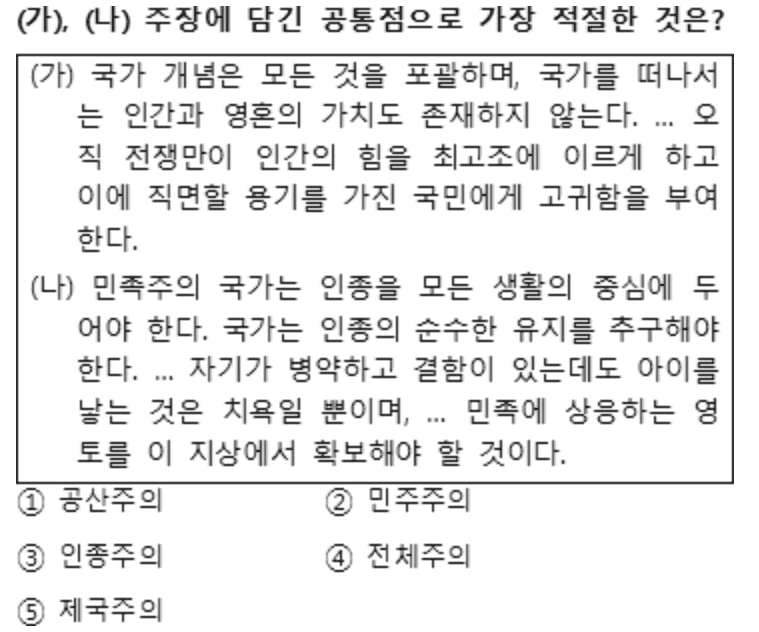 (가), (나) 주장에 담긴 공통점으로 가장 적절한 것은?
(가) 국가 개념은 모든 것을 포괄하며, 국가를 떠나서
는 인간과 영혼의 가치도 존재하지 않는다. ... 오
직 전쟁만이 인간의 힘을 최고조에 이르게 하고
이에 직면할 용기를 가진 국민에게 고귀함을 부여
한다.
(나) 민족주의 국가는 인종을 모든 생활의 중심에 두
어야 한다. 국가는 인종의 순수한 유지를 추구해야
한다. ... 자기가 병약하고 결함이 있는데도 아이를
낳는 것은 치욕일 뿐이며, ... 민족에 상응하는 영
토를 이 지상에서 확보해야 할 것이다.
① 공산주의 ② 민주주의
③ 인종주의 ④ 전체주의
⑤ 제국주의